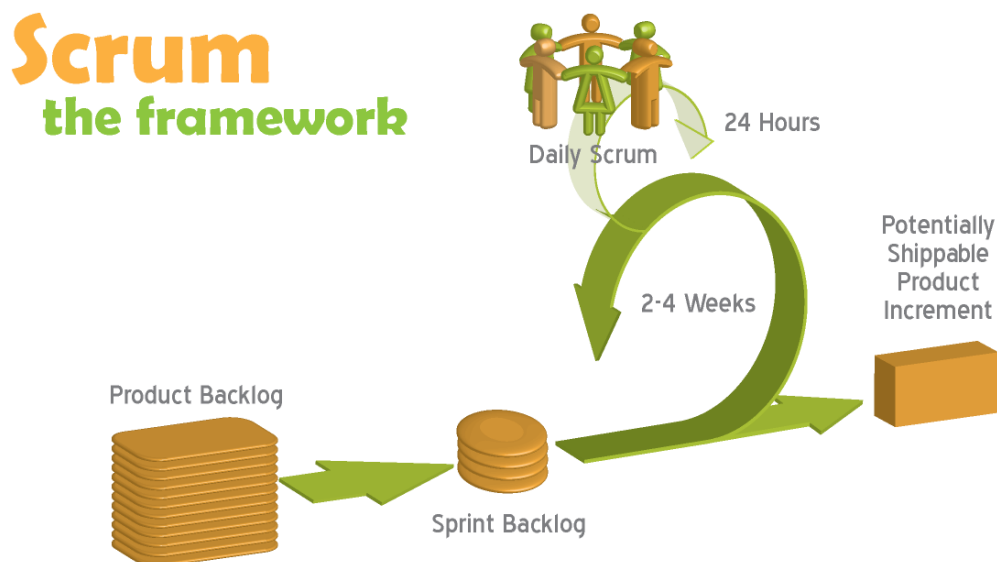 Scrum
the framework
24 Hours
Daily Scrum
Potentially
Shippable
Product
Increment
2-4 Weeks
Product Backlog
Sprint Backlog